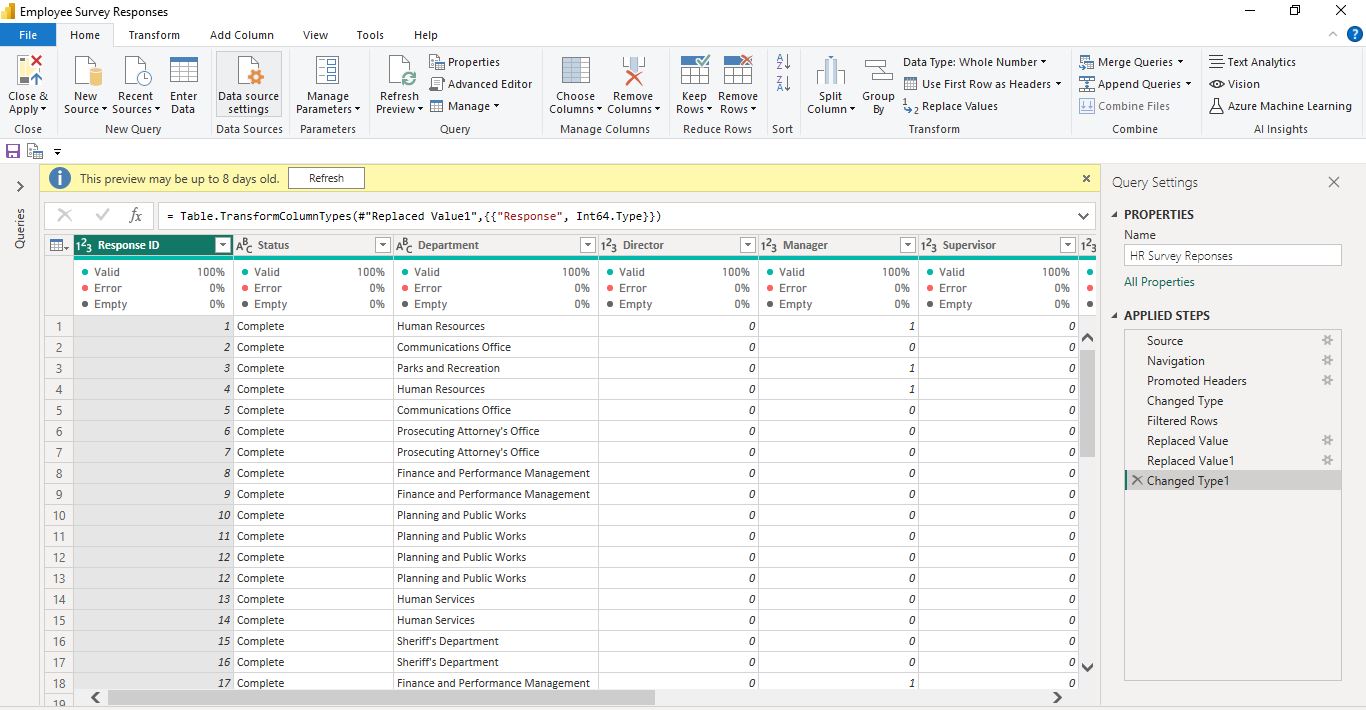 Employee Survey Responses
File Home Transform Add Column View Tools Help
Close & Apply
New Source
Recent Sources
Enter Data
Data source settings
Manage Parameters
Refresh Preview
Properties
Advanced Editor
Manage
Choose Columns
Remove Columns
Keep Rows
Remove Rows
Split Column
Group By
Data Type: Whole Number
Use First Row as Headers
Replace Values
Merge Queries
Append Queries
Combine Files
Text Analytics
Vision
Azure Machine Learning
Close New Query Data Sources Parameters Query Manage Columns Reduce Rows Sort Transform Combine AI Insights
This preview may be up to 8 days old. Refresh
Queries
fx = Table.TransformColumnTypes(#"Replaced Value1",{{"Response", Int64.Type}})
123 Response ID ABC Status ABC Department 123 Director 123 Manager 123 Supervisor 123
Valid 100% Valid 100% Valid 100% Valid 100% Valid 100% Valid 100%
Error 0% Error 0% Error 0% Error 0% Error 0% Error 0%
Empty 0% Empty 0% Empty 0% Empty 0% Empty 0% Empty 0%
1 1 Complete Human Resources 0 1 0
2 2 Complete Communications Office 0 0 0
3 3 Complete Parks and Recreation 0 1 0
4 4 Complete Human Resources 0 1 0
5 5 Complete Communications Office 0 0 0
6 6 Complete Prosecuting Attorney's Office 0 0 0
7 7 Complete Prosecuting Attorney's Office 0 0 0
8 8 Complete Finance and Performance Management 0 0 0
9 9 Complete Finance and Performance Management 0 0 0
10 10 Complete Planning and Public Works 0 0 0
11 11 Complete Planning and Public Works 0 0 0
12 12 Complete Planning and Public Works 0 0 0
13 12 Complete Planning and Public Works 0 0 0
14 13 Complete Human Services 0 0 0
15 14 Complete Human Services 0 0 0
16 15 Complete Sheriff's Department 0 0 0
17 16 Complete Sheriff's Department 0 0 0
18 17 Complete Finance and Performance Management 0 1 0
19
Query Settings
PROPERTIES
Name
HR Survey Reponses
All Properties
APPLIED STEPS
Source
Navigation
Promoted Headers
Changed Type
Filtered Rows
Replaced Value
Replaced Value1
Changed Type1